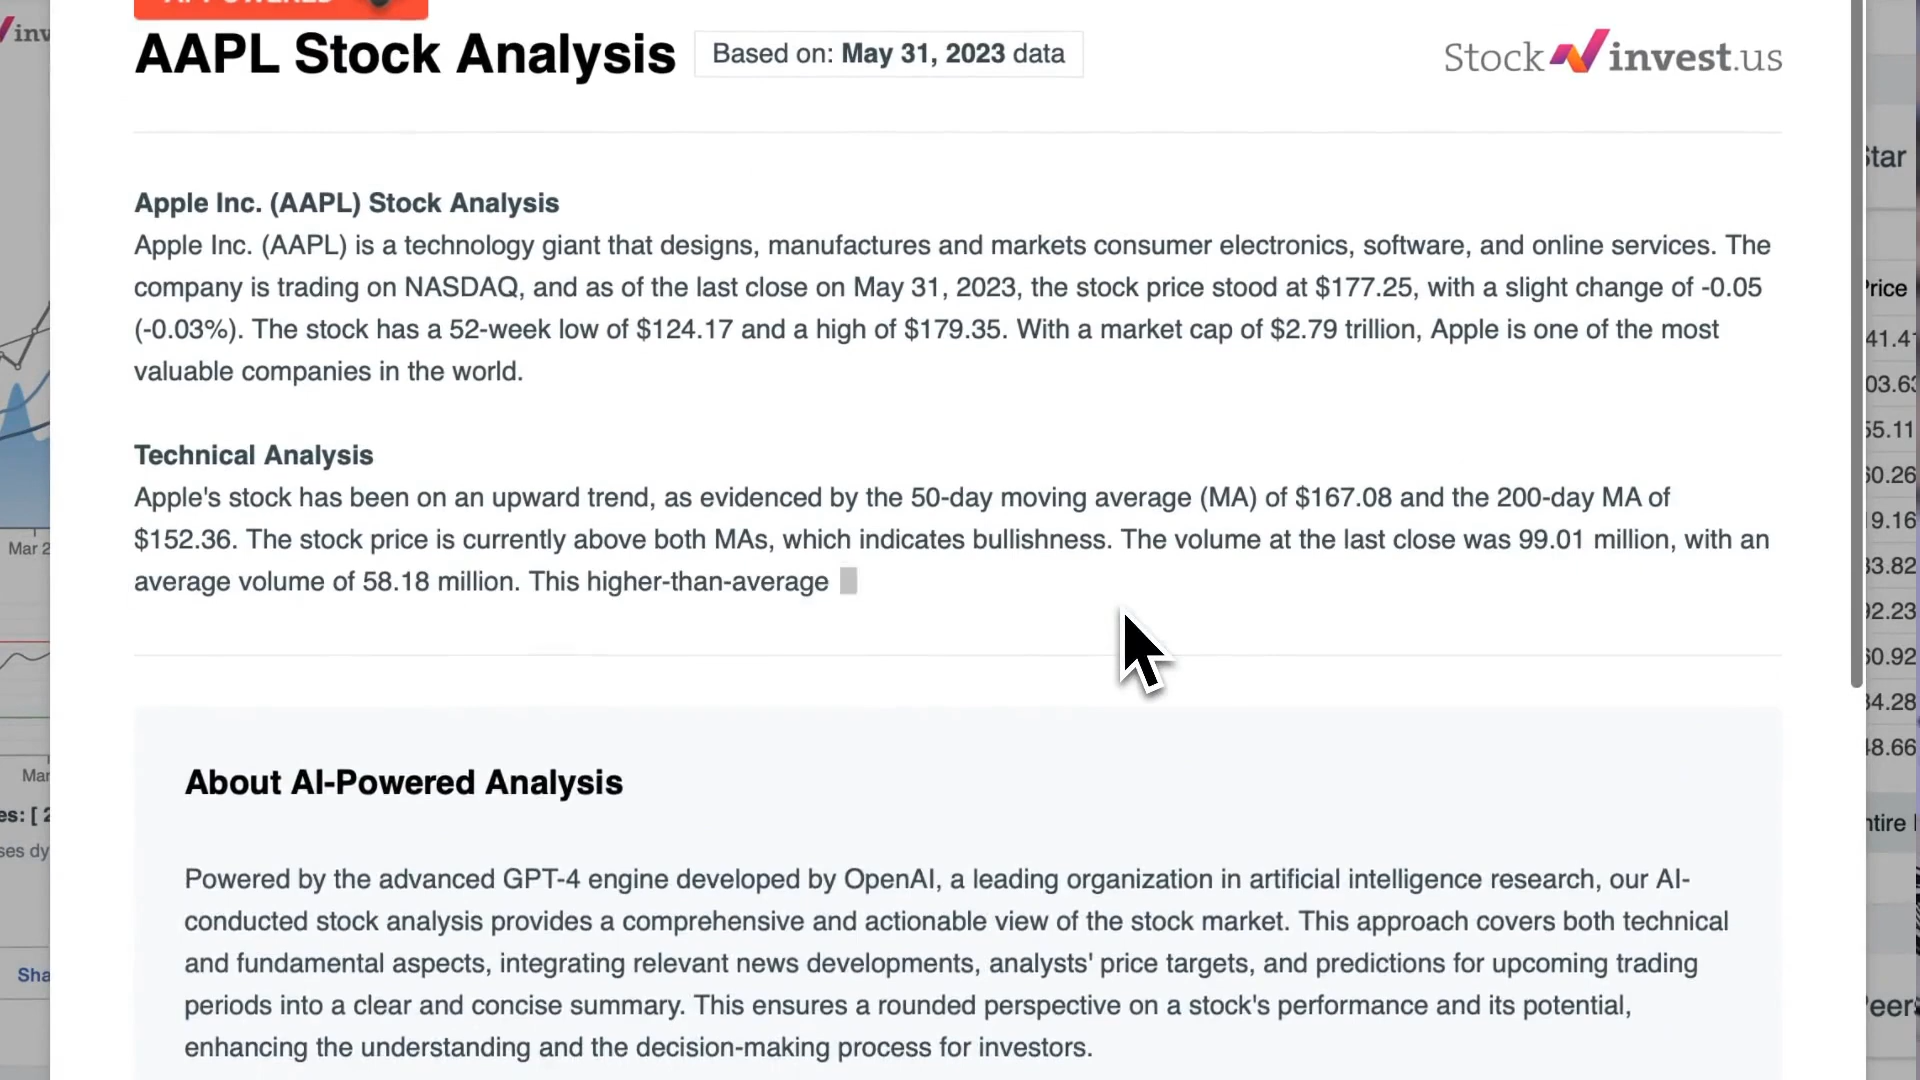 AAPL Stock Analysis
Based on: May 31, 2023 data
Stock invest.us
Apple Inc. (AAPL) Stock Analysis
Apple Inc. (AAPL) is a technology giant that designs, manufactures and markets consumer electronics, software, and online services. The
company is trading on NASDAQ, and as of the last close on May 31, 2023, the stock price stood at $177.25, with a slight change of -0.05
(-0.03%). The stock has a 52-week low of $124.17 and a high of $179.35. With a market cap of $2.79 trillion, Apple is one of the most
valuable companies in the world.
Technical Analysis
Apple's stock has been on an upward trend, as evidenced by the 50-day moving average (MA) of $167.08 and the 200-day MA of
$152.36. The stock price is currently above both MAs, which indicates bullishness. The volume at the last close was 99.01 million, with an
average volume of 58.18 million. This higher-than-average
About AI-Powered Analysis
Powered by the advanced GPT-4 engine developed by OpenAI, a leading organization in artificial intelligence research, our AI-
conducted stock analysis provides a comprehensive and actionable view of the stock market. This approach covers both technical
and fundamental aspects, integrating relevant news developments, analysts' price targets, and predictions for upcoming trading
periods into a clear and concise summary. This ensures a rounded perspective on a stock's performance and its potential,
enhancing the understanding and the decision-making process for investors.